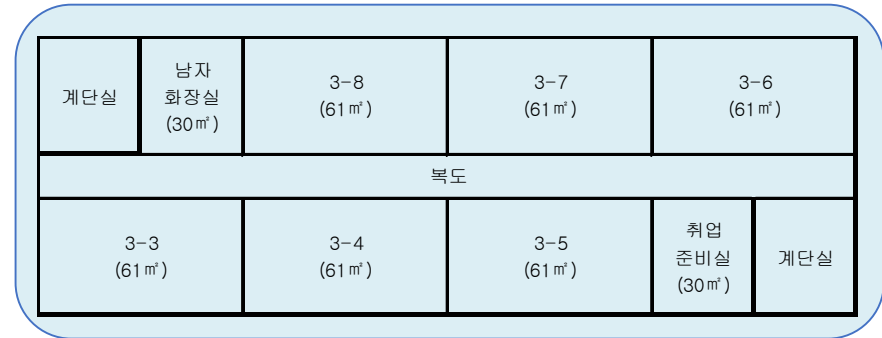 계단실
남자
화장실
(30㎡)
3-8
(61㎡)
3-7
(61㎡)
3-6
(61㎡)
복도
3-3
(61㎡)
3-4
(61㎡)
3-5
(61㎡)
취업
준비실
(30㎡)
계단실